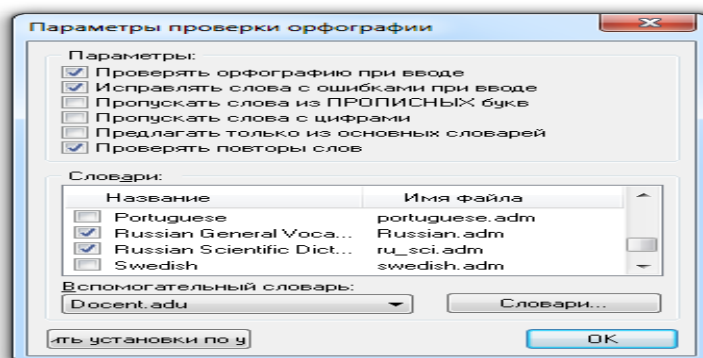 Параметры проверки орфографии
Параметры:
Проверять орфографию при вводе
Исправлять слова с ошибками при вводе
Пропускать слова из ПРОПИСНЫХ букв
Пропускать слова с цифрами
Предлагать только из основных словарей
Проверять повторы слов
Словари:
Название Имя файла
Portuguese portuguese.adm
Russian General Voca... Russian.adm
Russian Scientific Dict... ru_sci.adm
Swedish swedish.adm
Вспомогательный словарь:
Docent.adu Словари...
ить установки по у OK